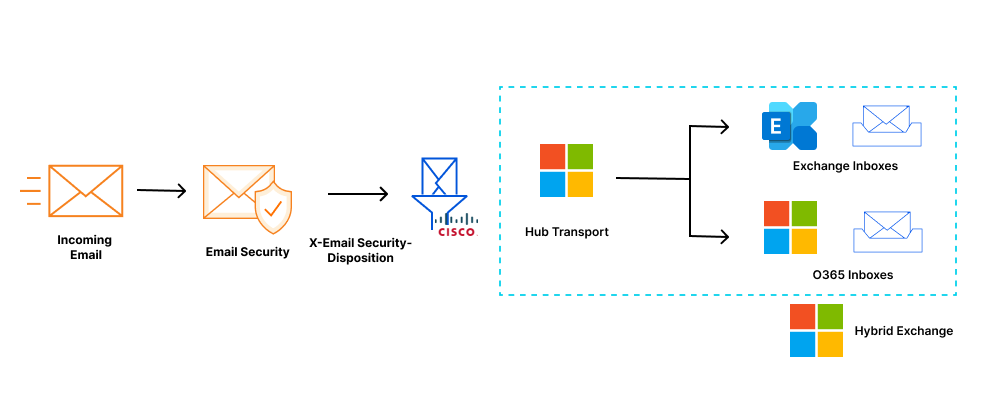 Incoming
Email
Email Security
X-Email Security-
Disposition
CISCO
Hub Transport
E
Exchange Inboxes
O365 Inboxes
Hybrid Exchange